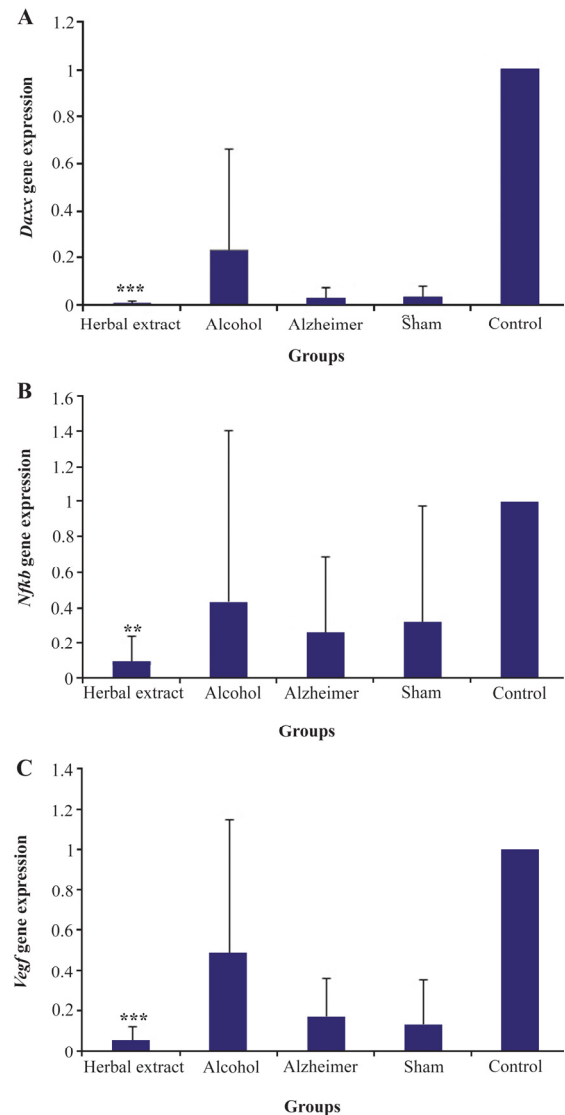 A
Daxx gene expression
1.2
1
0.8
0.6
0.4
0.2
0
***
Herbal extract Alcohol Alzheimer Sham Control
Groups
B
Nfkb gene expression
1.6
1.4
1.2
1
0.8
0.6
0.4
0.2
0
**
Herbal extract Alcohol Alzheimer Sham Control
Groups
C
Vegf gene expression
1.4
1.2
1
0.8
0.6
0.4
0.2
0
***
Herbal extract Alcohol Alzheimer Sham Control
Groups